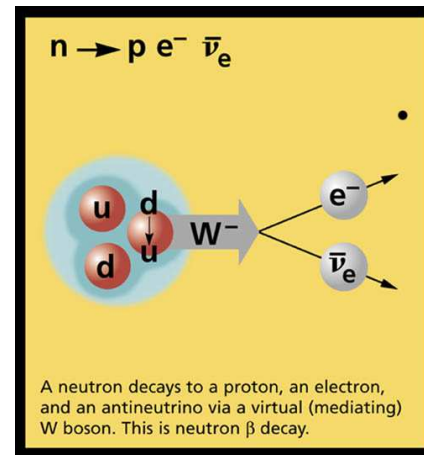 n → p e⁻ ν̄ₑ
u d
W⁻
e⁻
d u
ν̄ₑ
A neutron decays to a proton, an electron,
and an antineutrino via a virtual (mediating)
W boson. This is neutron β decay.